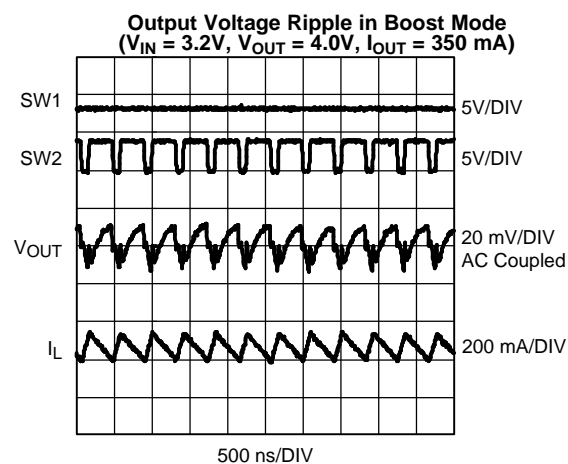 Output Voltage Ripple in Boost Mode
(VIN = 3.2V, VOUT = 4.0V, IOUT = 350 mA)
SW1
5V/DIV
SW2
5V/DIV
VOUT
20 mV/DIV
AC Coupled
IL
200 mA/DIV
500 ns/DIV